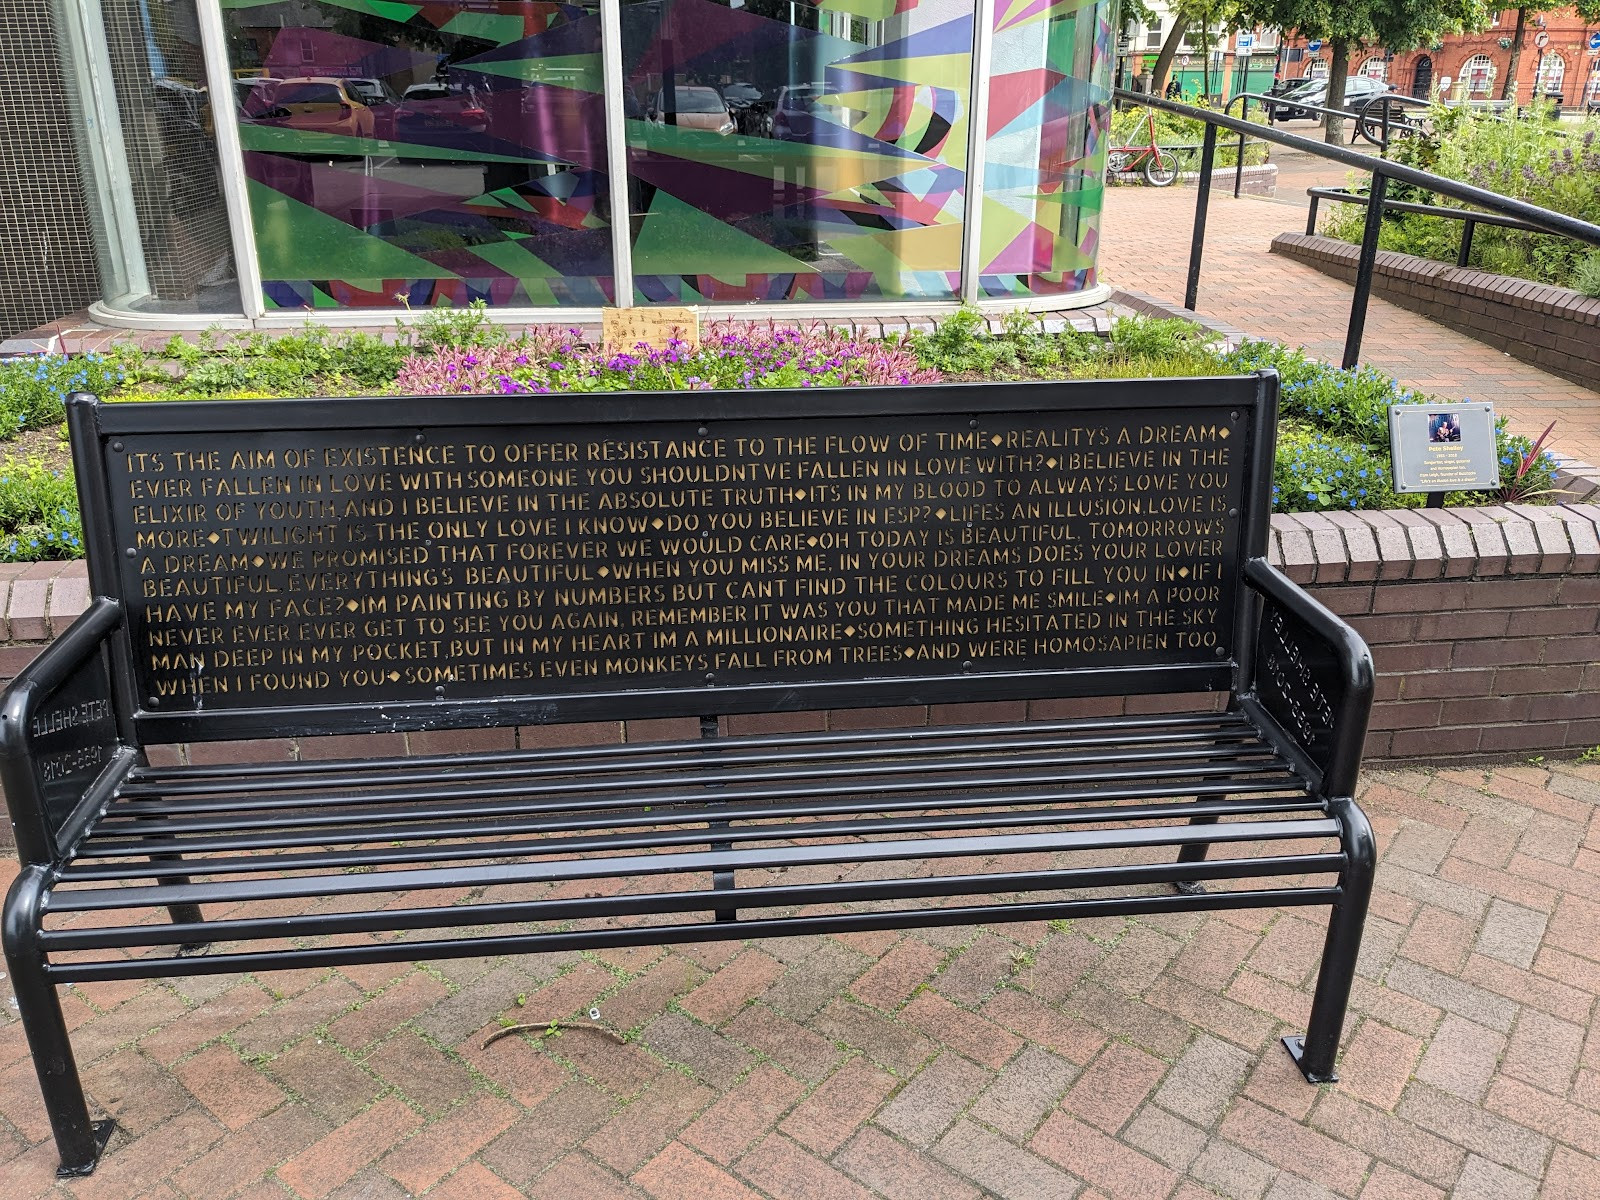 ITS THE AIM OF EXISTENCE TO OFFER RESISTANCE TO THE FLOW OF TIME◆REALITYS A DREAM◆
EVER FALLEN IN LOVE WITH SOMEONE YOU SHOULDNTVE FALLEN IN LOVE WITH?◆I BELIEVE IN THE
ELIXIR OF YOUTH, AND I BELIEVE IN THE ABSOLUTE TRUTH◆ITS IN MY BLOOD TO ALWAYS LOVE YOU
MORE◆TWILIGHT IS THE ONLY LOVE I KNOW◆DO YOU BELIEVE IN ESP?◆LIFES AN ILLUSION, LOVE IS
A DREAM◆WE PROMISED THAT FOREVER WE WOULD CARE◆OH TODAY IS BEAUTIFUL, TOMORROWS
BEAUTIFUL, EVERYTHINGS BEAUTIFUL◆WHEN YOU MISS ME, IN YOUR DREAMS DOES YOUR LOVER
HAVE MY FACE?◆IM PAINTING BY NUMBERS BUT CANT FIND THE COLOURS TO FILL YOU IN◆IF I
NEVER EVER EVER GET TO SEE YOU AGAIN, REMEMBER IT WAS YOU THAT MADE ME SMILE◆IM A POOR
MAN DEEP IN MY POCKET, BUT IN MY HEART IM A MILLIONAIRE◆SOMETHING HESITATED IN THE SKY
WHEN I FOUND YOU◆SOMETIMES EVEN MONKEYS FALL FROM TREES◆AND WERE HOMOSAPIEN TOO
PETE SHELLEY
1955-2018
PETE SHELLEY
1955-2018
Pete Shelley
1955 - 2018